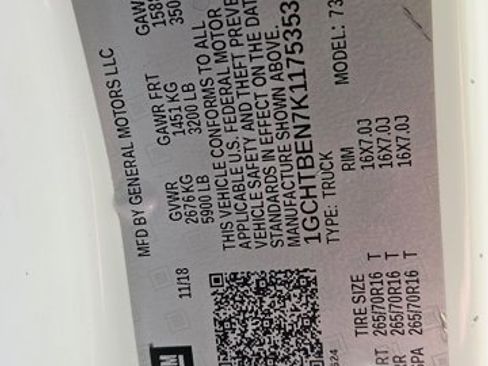 MFD BY GENERAL MOTORS LLC
11/18
GVWR GAWR FRT
2676 KG 1451 KG
5900 LB 3200 LB
THIS VEHICLE CONFORMS TO ALL
APPLICABLE U.S. FEDERAL MOTOR
VEHICLE SAFETY AND THEFT
STANDARDS IN EFFECT ON THE
MANUFACTURE SHOWN ABOVE.
1GCHTBEN7K1175353
TYPE: TRUCK MODEL:
TIRE SIZE RIM
265/70R16 T 16X7.0J
265/70R16 T 16X7.0J
265/70R16 T 16X7.0J